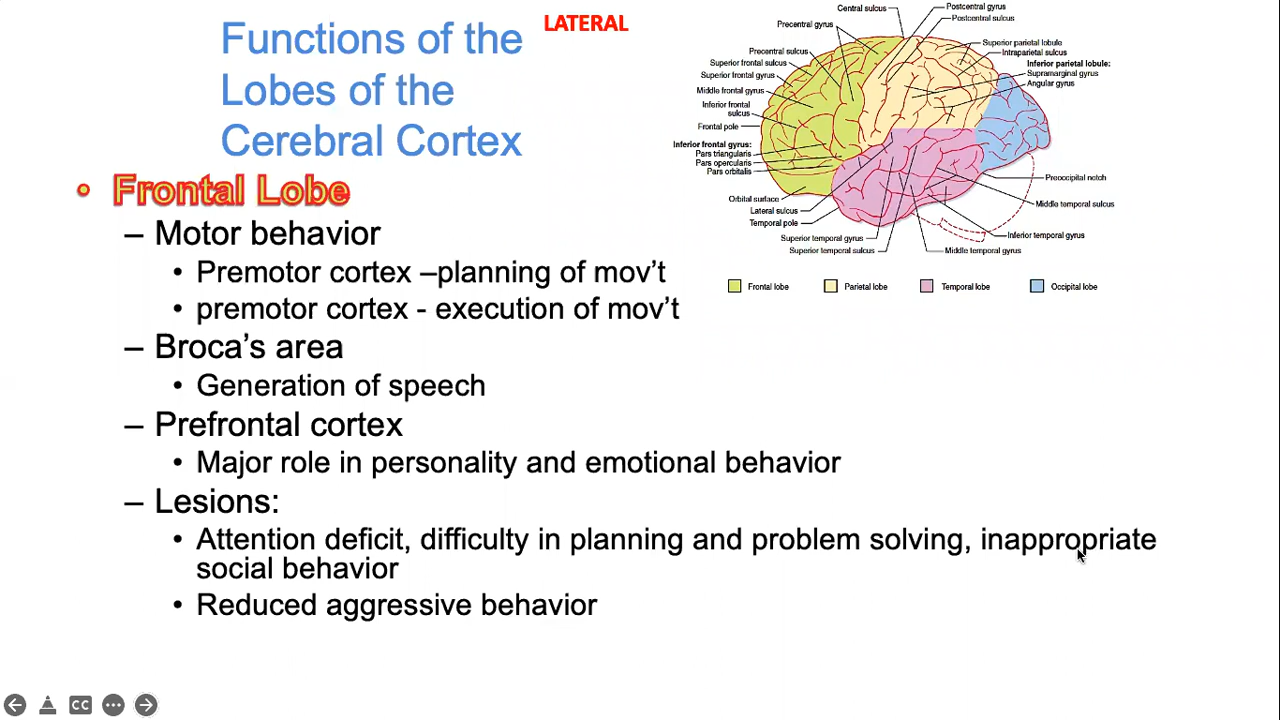 Functions of the
Lobes of the
Cerebral Cortex
LATERAL
• Frontal Lobe
– Motor behavior
• Premotor cortex –planning of mov’t
• premotor cortex - execution of mov’t
– Broca’s area
• Generation of speech
– Prefrontal cortex
• Major role in personality and emotional behavior
– Lesions:
• Attention deficit, difficulty in planning and problem solving, inappropriate
social behavior
• Reduced aggressive behavior
Central sulcus
Precentral gyrus
Precentral sulcus
Superior frontal sulcus
Superior frontal gyrus
Middle frontal gyrus
Inferior frontal
sulcus
Frontal pole
Inferior frontal gyrus:
Pars triangularis
Pars opercularis
Pars orbitalis
Orbital surface
Lateral sulcus
Temporal pole
Superior temporal gyrus
Superior temporal sulcus
Postcentral gyrus
Postcentral sulcus
Superior parietal lobule
Intraparietal sulcus
Inferior parietal lobule:
Supramarginal gyrus
Angular gyrus
Preoccipital notch
Middle temporal sulcus
Inferior temporal gyrus
Middle temporal gyrus
Frontal lobe
Parietal lobe
Temporal lobe
Occipital lobe
CC